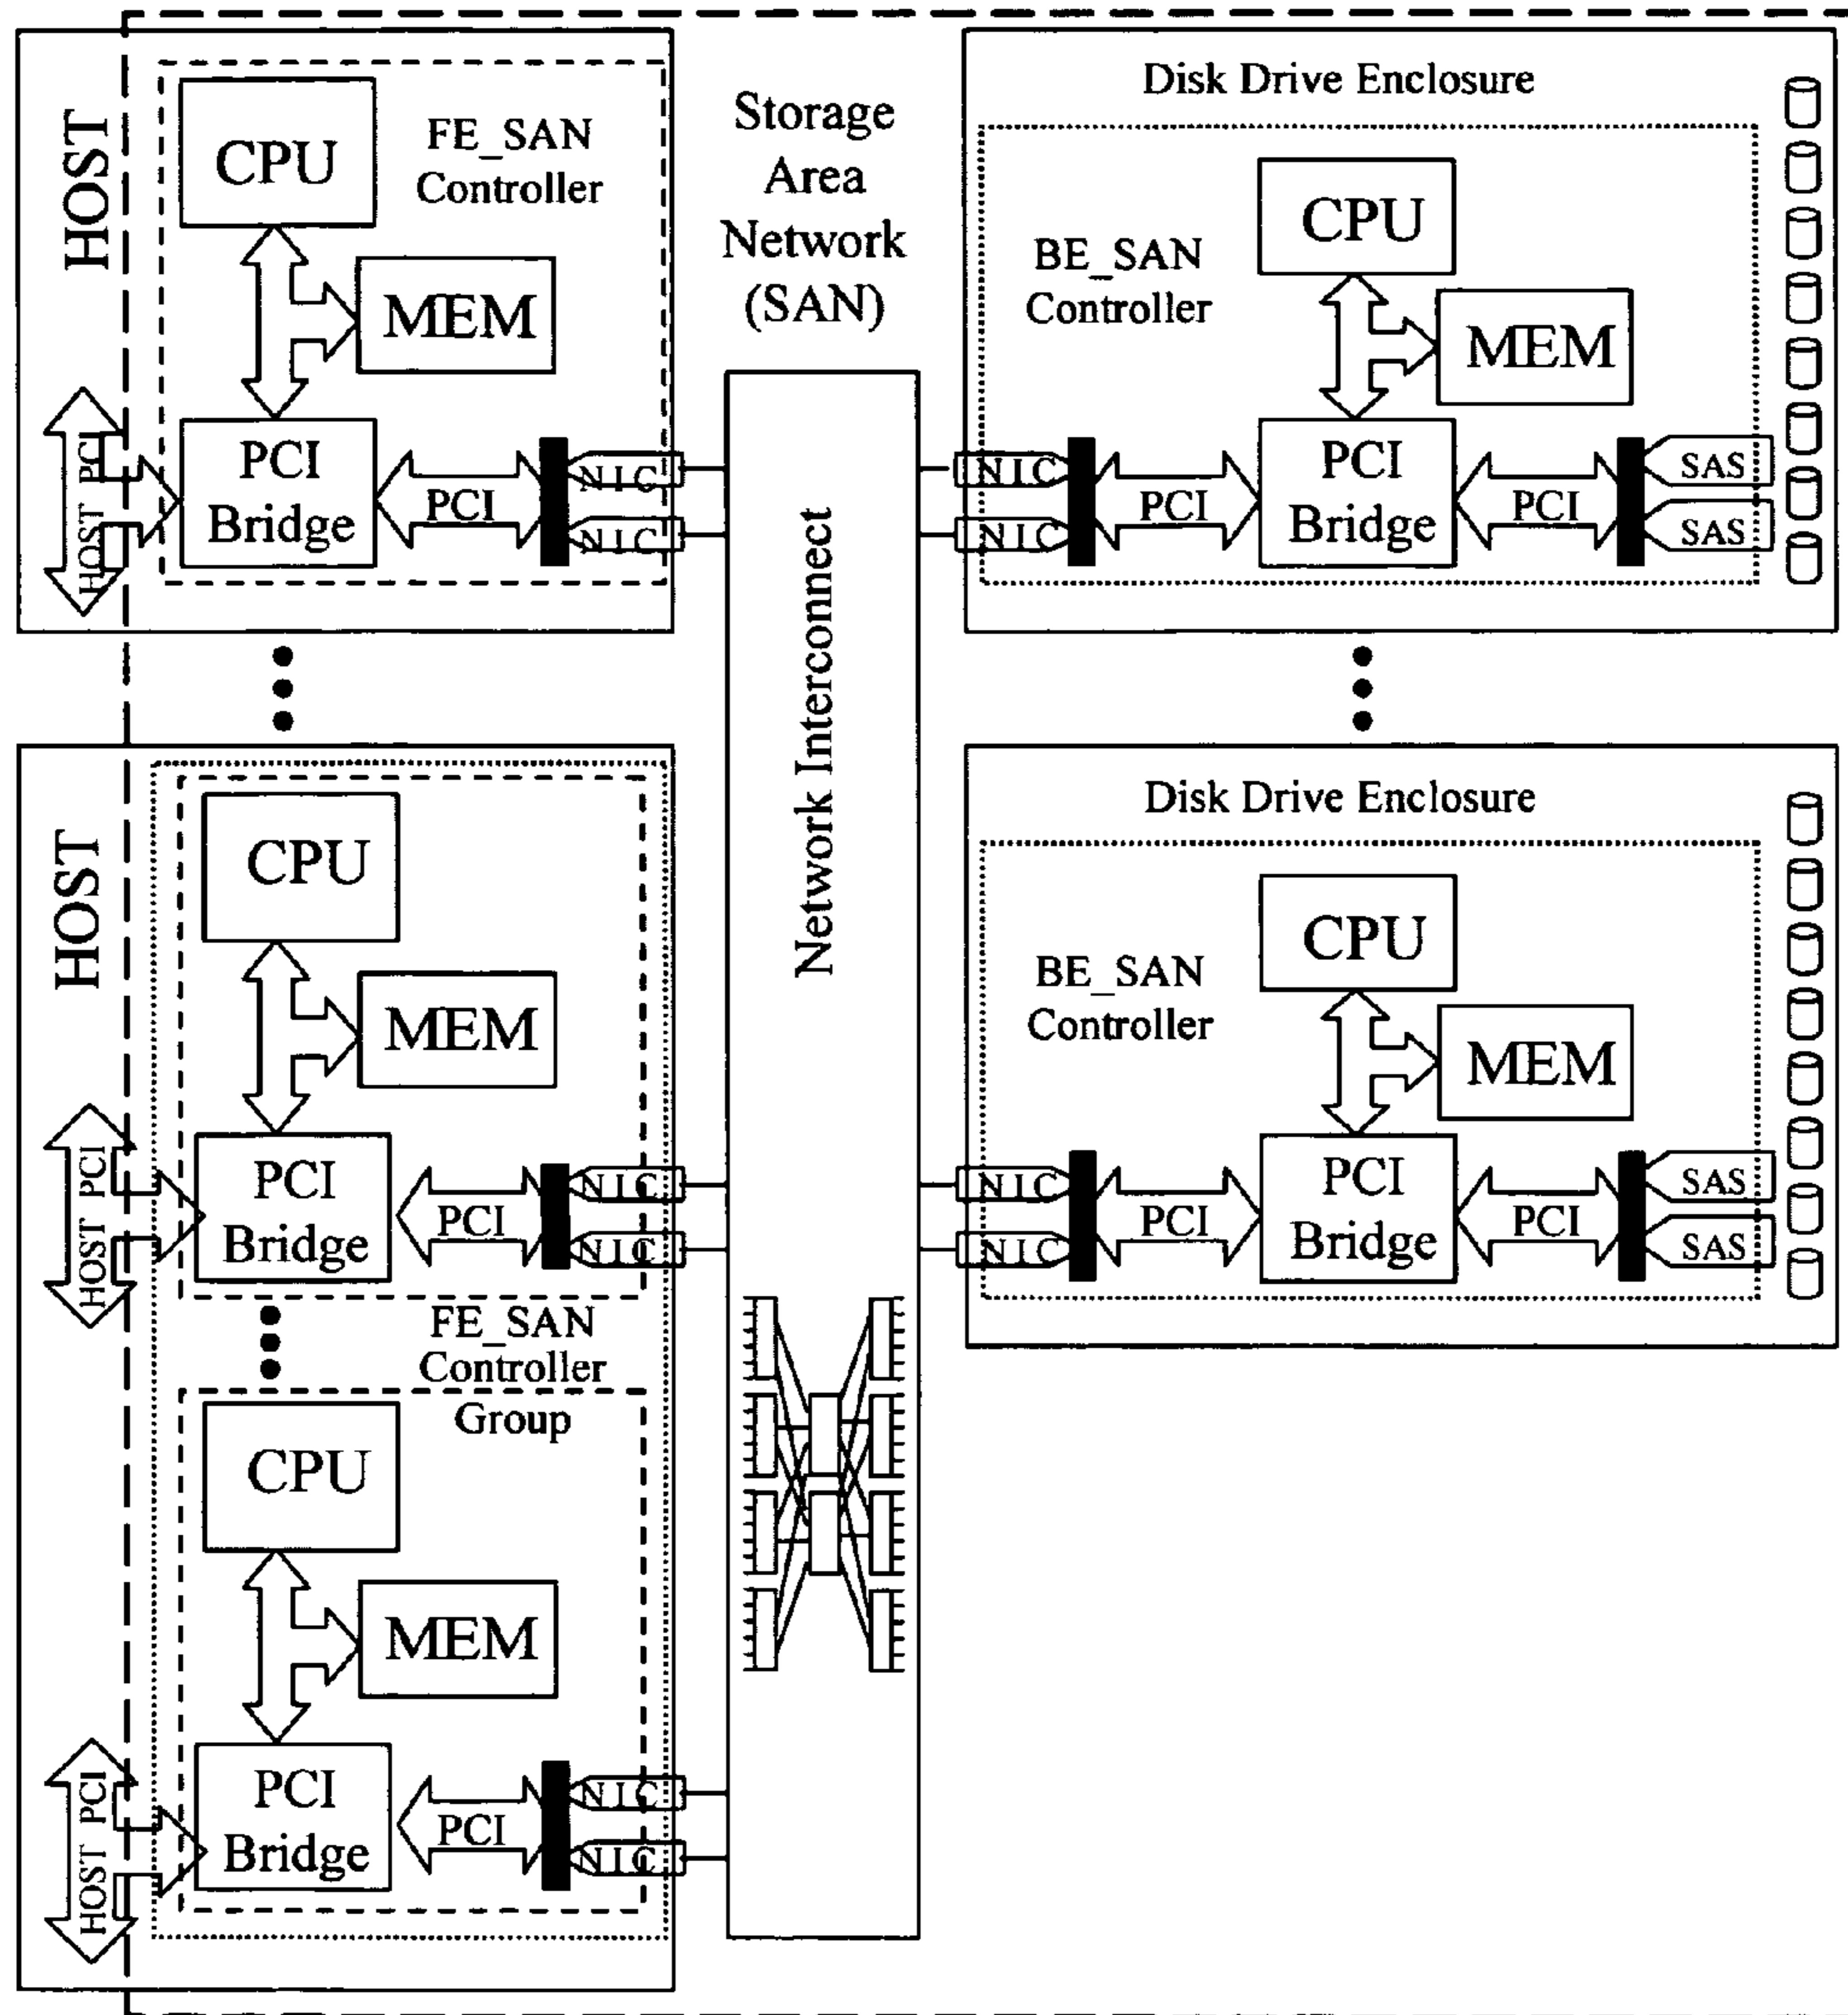 HOST
CPU
FE_SAN
Controller
MEM
HOST PCI
PCI
Bridge
PCI
NIC
NIC
Storage
Area
Network
(SAN)
Network Interconnect
Disk Drive Enclosure
CPU
BE_SAN
Controller
MEM
NIC
NIC
PCI
PCI
Bridge
PCI
SAS
SAS
HOST
CPU
MEM
HOST PCI
PCI
Bridge
PCI
NIC
NIC
FE_SAN
Controller
Group
CPU
MEM
HOST PCI
PCI
Bridge
PCI
NIC
NIC
Disk Drive Enclosure
CPU
BE_SAN
Controller
MEM
NIC
NIC
PCI
PCI
Bridge
PCI
SAS
SAS